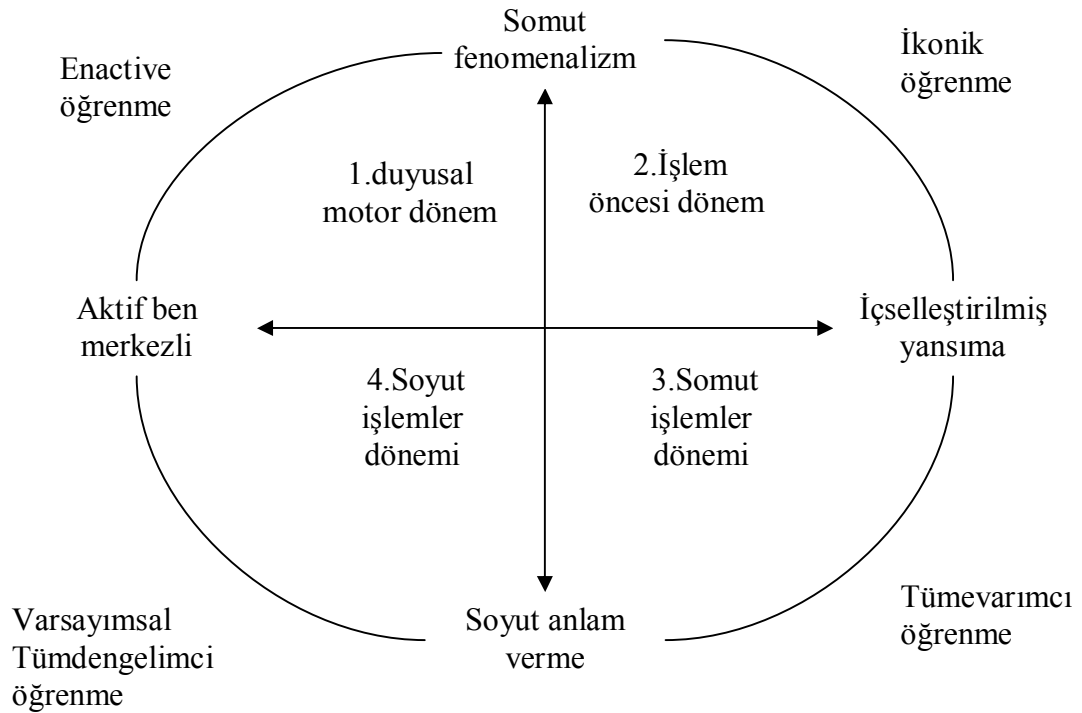 Somut
fenomenalizm
Enactive
öğrenme
İkonik
öğrenme
1.duyusal
motor dönem
2.İşlem
öncesi dönem
Aktif ben
merkezli
İçselleştirilmiş
yansıma
4.Soyut
işlemler
dönemi
3.Somut
işlemler
dönemi
Varsayımsal
Tümdengelimci
öğrenme
Soyut anlam
verme
Tümevarımcı
öğrenme